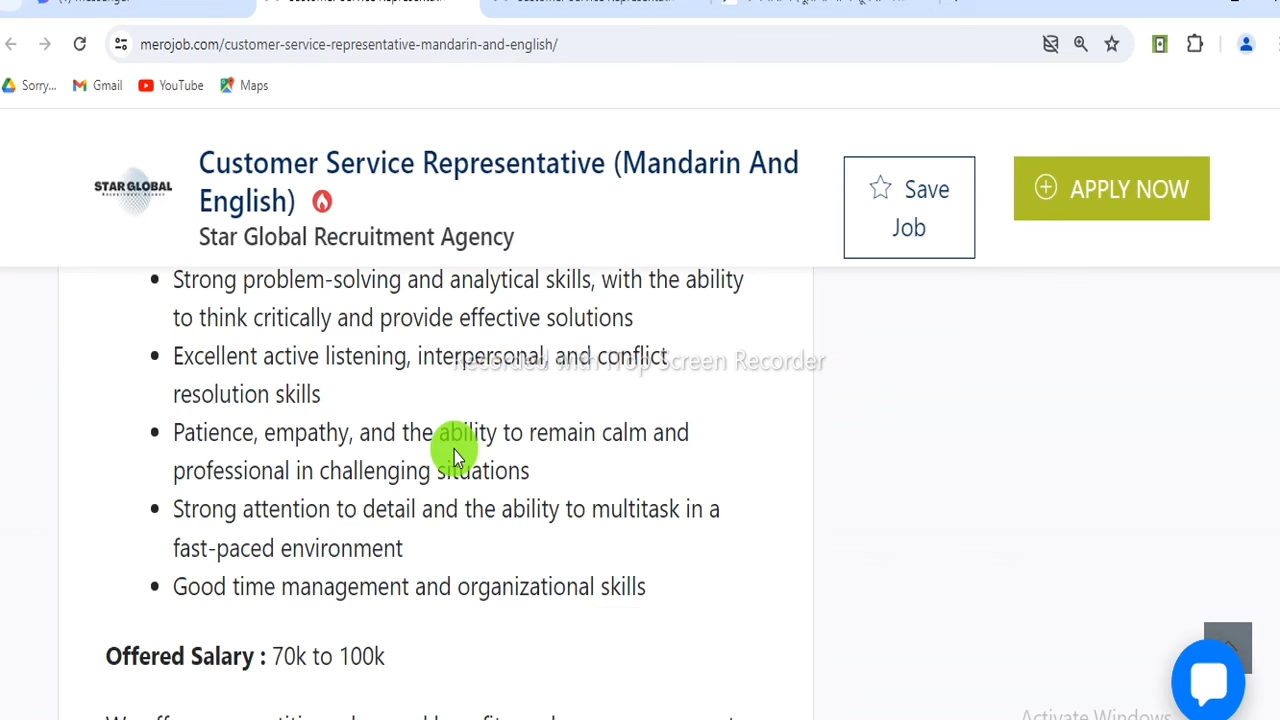 merojob.com/customer-service-representative-mandarin-and-english/
Sorry...
Gmail
YouTube
Maps
STAR GLOBAL
Customer Service Representative (Mandarin And
English)
Star Global Recruitment Agency
Save
Job
APPLY NOW
• Strong problem-solving and analytical skills, with the ability
to think critically and provide effective solutions
• Excellent active listening, interpersonal, and conflict
resolution skills
Recorded with iTop Screen Recorder
• Patience, empathy, and the ability to remain calm and
professional in challenging situations
• Strong attention to detail and the ability to multitask in a
fast-paced environment
• Good time management and organizational skills
Offered Salary : 70k to 100k
Activate Windows